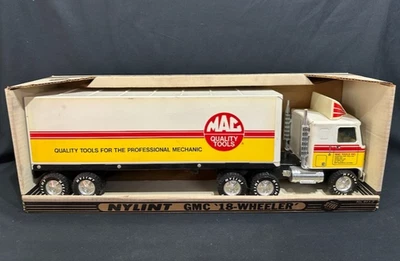 MAC
QUALITY
TOOLS
QUALITY TOOLS FOR THE PROFESSIONAL MECHANIC
NYLINT GMC '18-WHEELER'